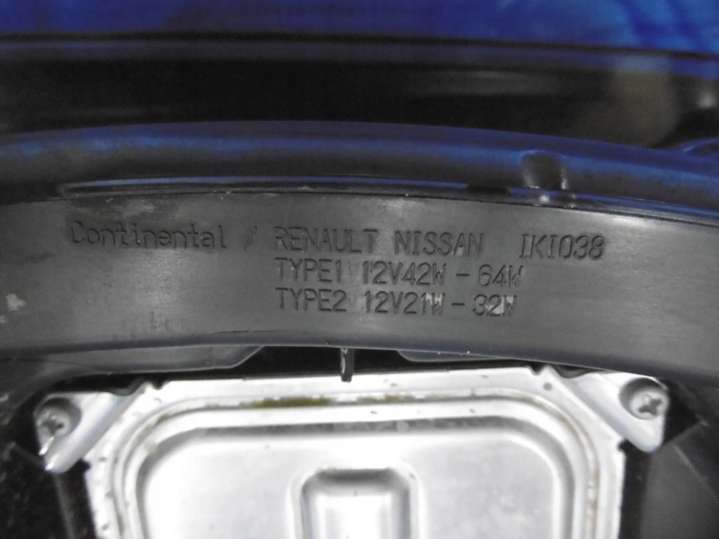 Continental / RENAULT NISSAN IKI038
TYPE1 12V42W-64W
TYPE2 12V21W-32W